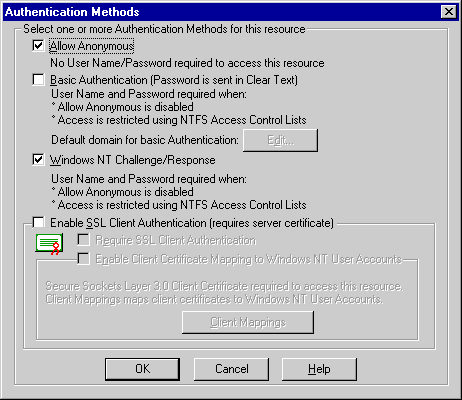 Authentication Methods
Select one or more Authentication Methods for this resource
Allow Anonymous
No User Name/Password required to access this resource
Basic Authentication (Password is sent in Clear Text)
User Name and Password required when:
* Allow Anonymous is disabled
* Access is restricted using NTFS Access Control Lists
Default domain for basic Authentication: Edit...
Windows NT Challenge/Response
User Name and Password required when:
* Allow Anonymous is disabled
* Access is restricted using NTFS Access Control Lists
Enable SSL Client Authentication (requires server certificate)
Require SSL Client Authentication
Enable Client Certificate Mapping to Windows NT User Accounts
Secure Sockets Layer 3.0 Client Certificate required to access this resource.
Client Mappings maps client certificates to Windows NT User Accounts.
Client Mappings
OK Cancel Help